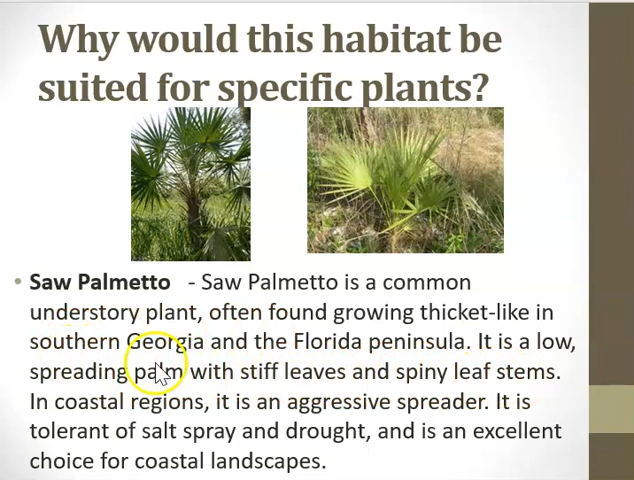 Why would this habitat be
suited for specific plants?
• Saw Palmetto - Saw Palmetto is a common
understory plant, often found growing thicket-like in
southern Georgia and the Florida peninsula. It is a low,
spreading palm with stiff leaves and spiny leaf stems.
In coastal regions, it is an aggressive spreader. It is
tolerant of salt spray and drought, and is an excellent
choice for coastal landscapes.